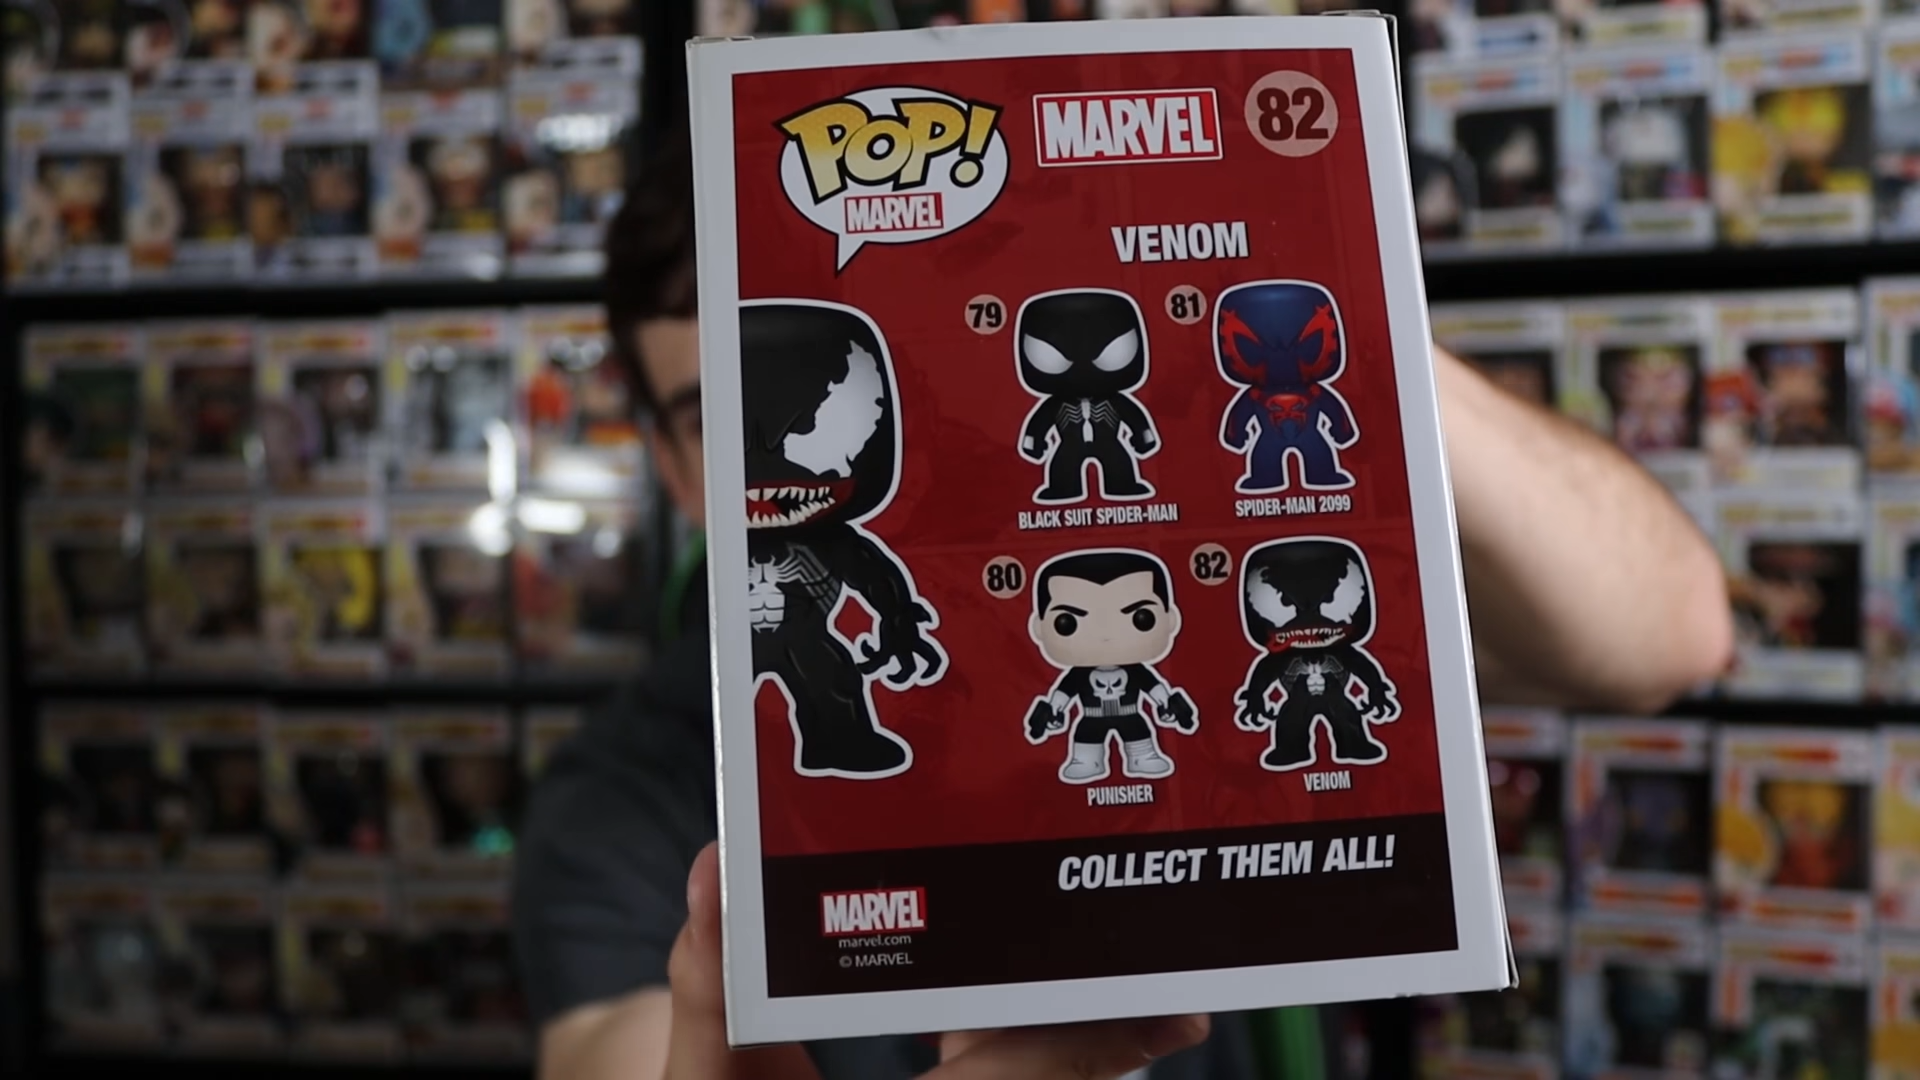 POP!
MARVEL
MARVEL
82
VENOM
79
BLACK SUIT SPIDER-MAN
81
SPIDER-MAN 2099
80
PUNISHER
82
VENOM
COLLECT THEM ALL!
MARVEL
marvel.com
© MARVEL